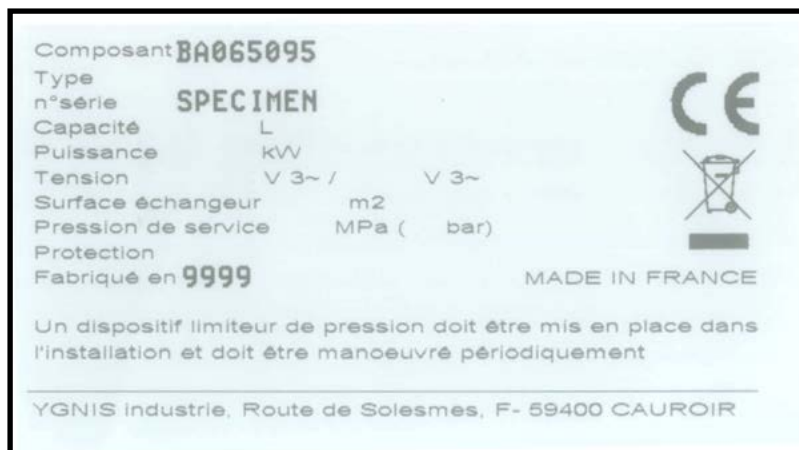 Composant BA065095
Type
n°série SPECIMEN
Capacité L
Puissance kW
Tension V 3~ / V 3~
Surface échangeur m2
Pression de service MPa ( bar)
Protection
Fabriqué en 9999
CE
MADE IN FRANCE
Un dispositif limiteur de pression doit être mis en place dans
l'installation et doit être manoeuvré périodiquement
YGNIS industrie, Route de Solesmes, F- 59400 CAUROIR